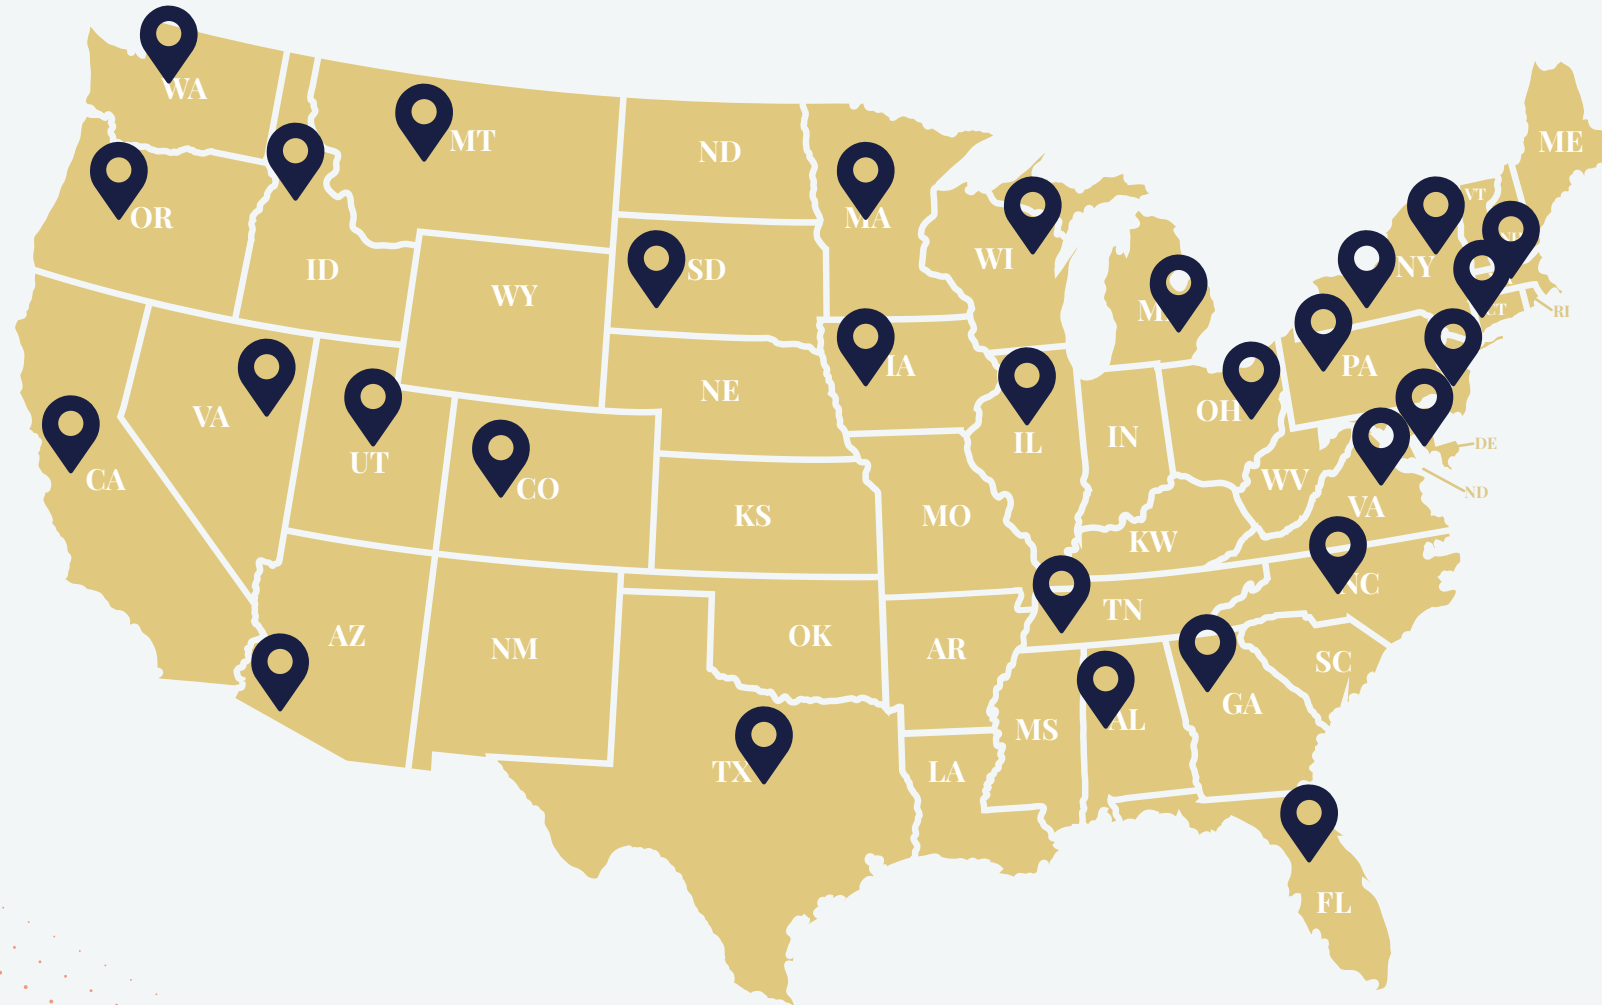 WA
MT
ND
ME
OR
MA
VT
WI
NY
ID
SD
WY
RI
IA
PA
NE
OH
VA
IL
IN
DE
CA
UT
CO
WV
ND
VA
KS
MO
KW
NC
TN
AZ
NM
OK
AR
SC
GA
MS
AL
TX
LA
FL